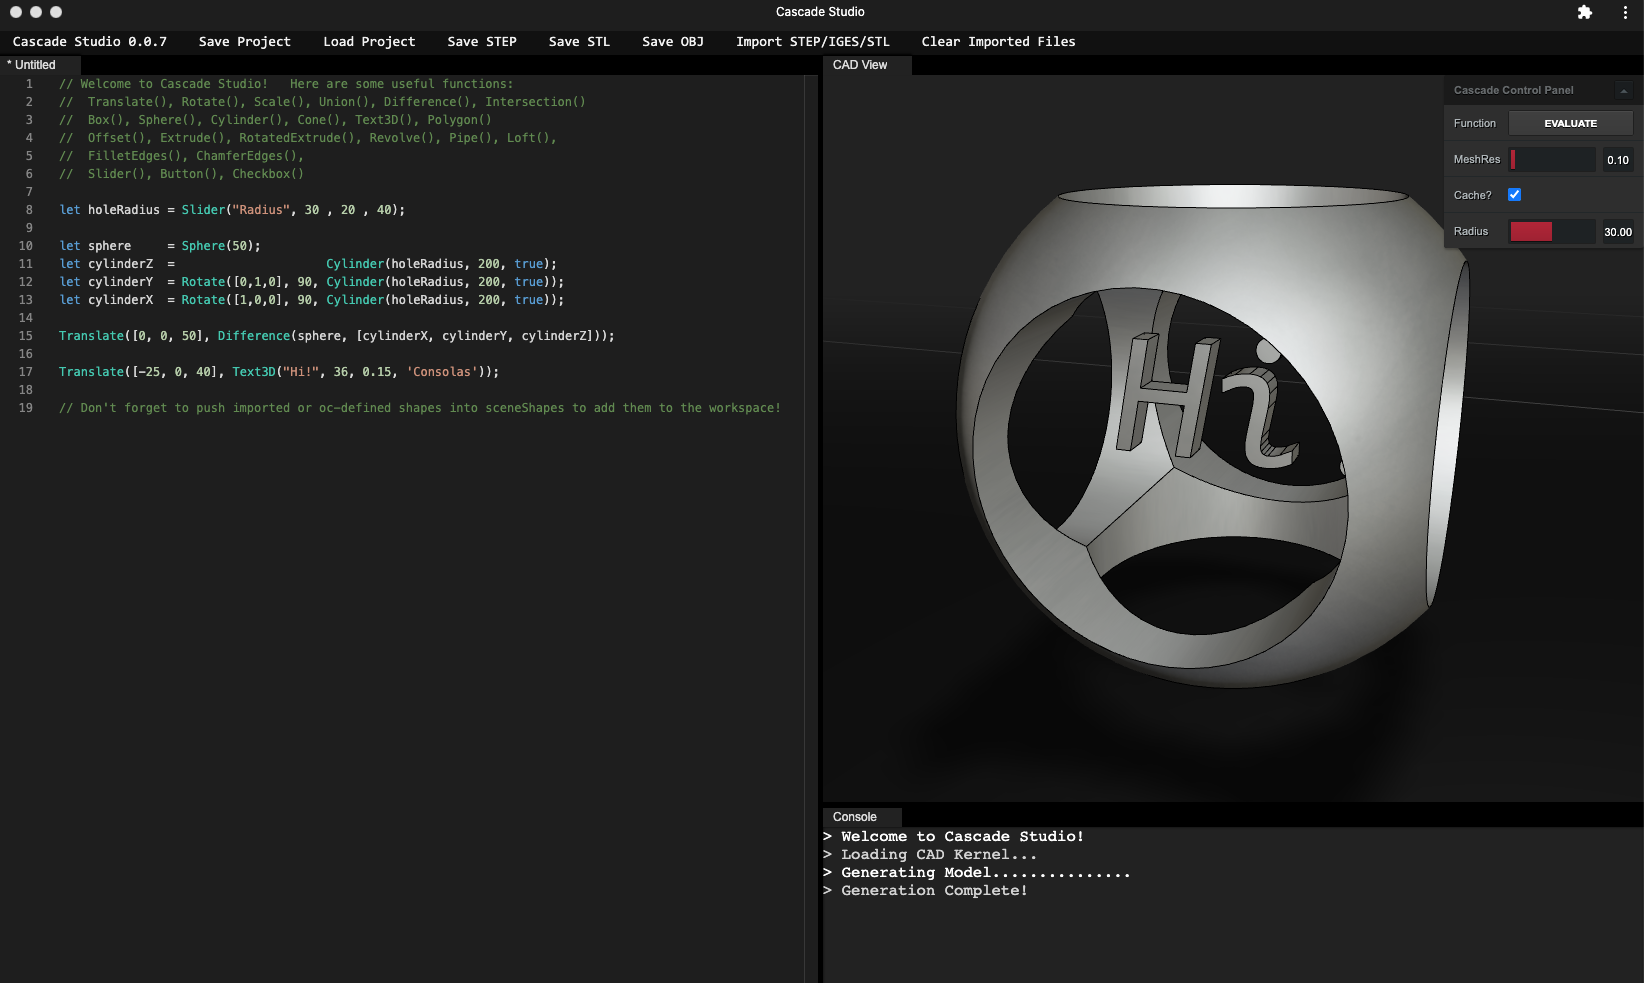 Cascade Studio
Cascade Studio 0.0.7 Save Project Load Project Save STEP Save STL Save OBJ Import STEP/IGES/STL Clear Imported Files
* Untitled
1 // Welcome to Cascade Studio!   Here are some useful functions:
2 //  Translate(), Rotate(), Scale(), Union(), Difference(), Intersection()
3 //  Box(), Sphere(), Cylinder(), Cone(), Text3D(), Polygon()
4 //  Offset(), Extrude(), RotatedExtrude(), Revolve(), Pipe(), Loft(),
5 //  FilletEdges(), ChamferEdges(),
6 //  Slider(), Button(), Checkbox()
7
8 let holeRadius = Slider("Radius", 30 , 20 , 40);
9
10 let sphere     = Sphere(50);
11 let cylinderZ  =                     Cylinder(holeRadius, 200, true);
12 let cylinderY  = Rotate([0,1,0], 90, Cylinder(holeRadius, 200, true));
13 let cylinderX  = Rotate([1,0,0], 90, Cylinder(holeRadius, 200, true));
14
15 Translate([0, 0, 50], Difference(sphere, [cylinderX, cylinderY, cylinderZ]));
16
17 Translate([-25, 0, 40], Text3D("Hi!", 36, 0.15, 'Consolas'));
18
19 // Don't forget to push imported or oc-defined shapes into sceneShapes to add them to the workspace!
CAD View
Cascade Control Panel
Function EVALUATE
MeshRes 0.10
Cache?
Radius 30.00
Hi
Console
> Welcome to Cascade Studio!
> Loading CAD Kernel...
> Generating Model...............
> Generation Complete!